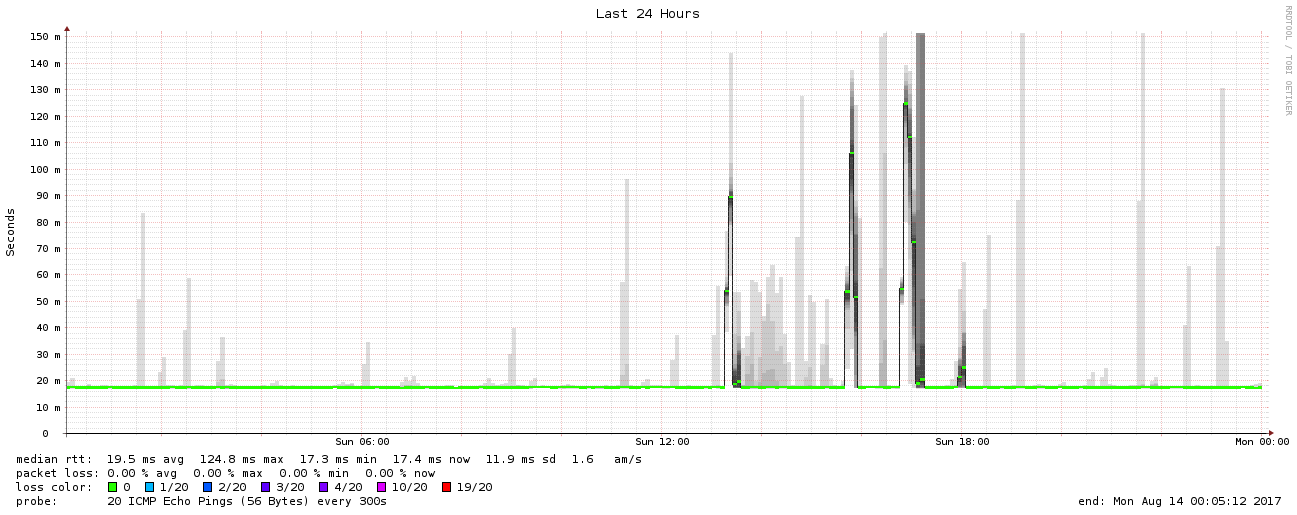 Last 24 Hours
RRDTOOL / TOBI OETIKER
Seconds
150 m
140 m
130 m
120 m
110 m
100 m
90 m
80 m
70 m
60 m
50 m
40 m
30 m
20 m
10 m
0
Sun 06:00 Sun 12:00 Sun 18:00 Mon 00:00
median rtt: 19.5 ms avg 124.8 ms max 17.3 ms min 17.4 ms now 11.9 ms sd 1.6 am/s
packet loss: 0.00 % avg 0.00 % max 0.00 % min 0.00 % now
loss color: 0 1/20 2/20 3/20 4/20 10/20 19/20
probe: 20 ICMP Echo Pings (56 Bytes) every 300s end: Mon Aug 14 00:05:12 2017